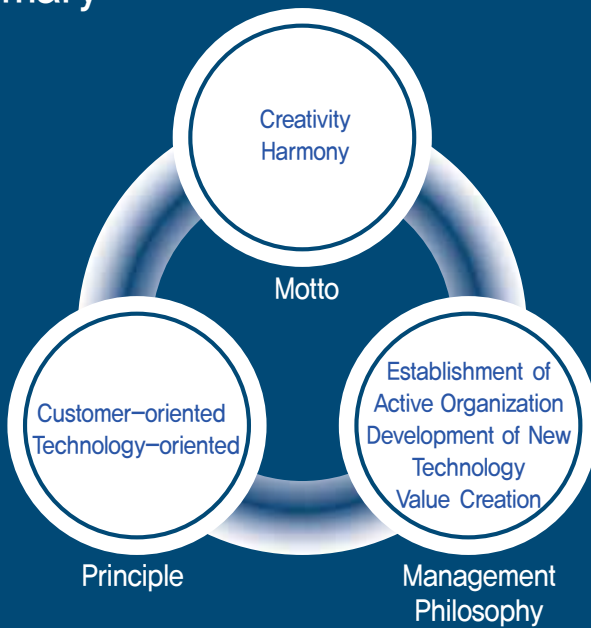 Creativity
Harmony
Motto
Customer-oriented
Technology-oriented
Principle
Establishment of
Active Organization
Development of New
Technology
Value Creation
Management
Philosophy